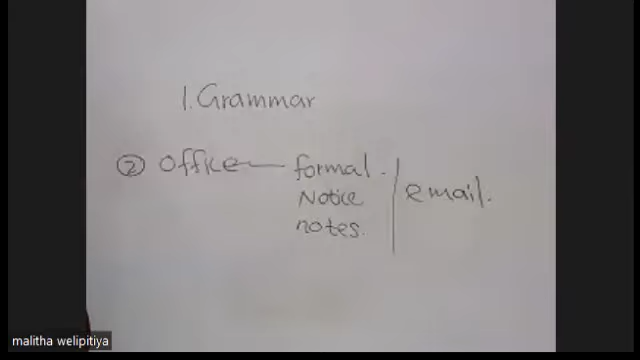 1. Grammar
② office — formal.
Notice
notes.
email.
malitha welipitiya